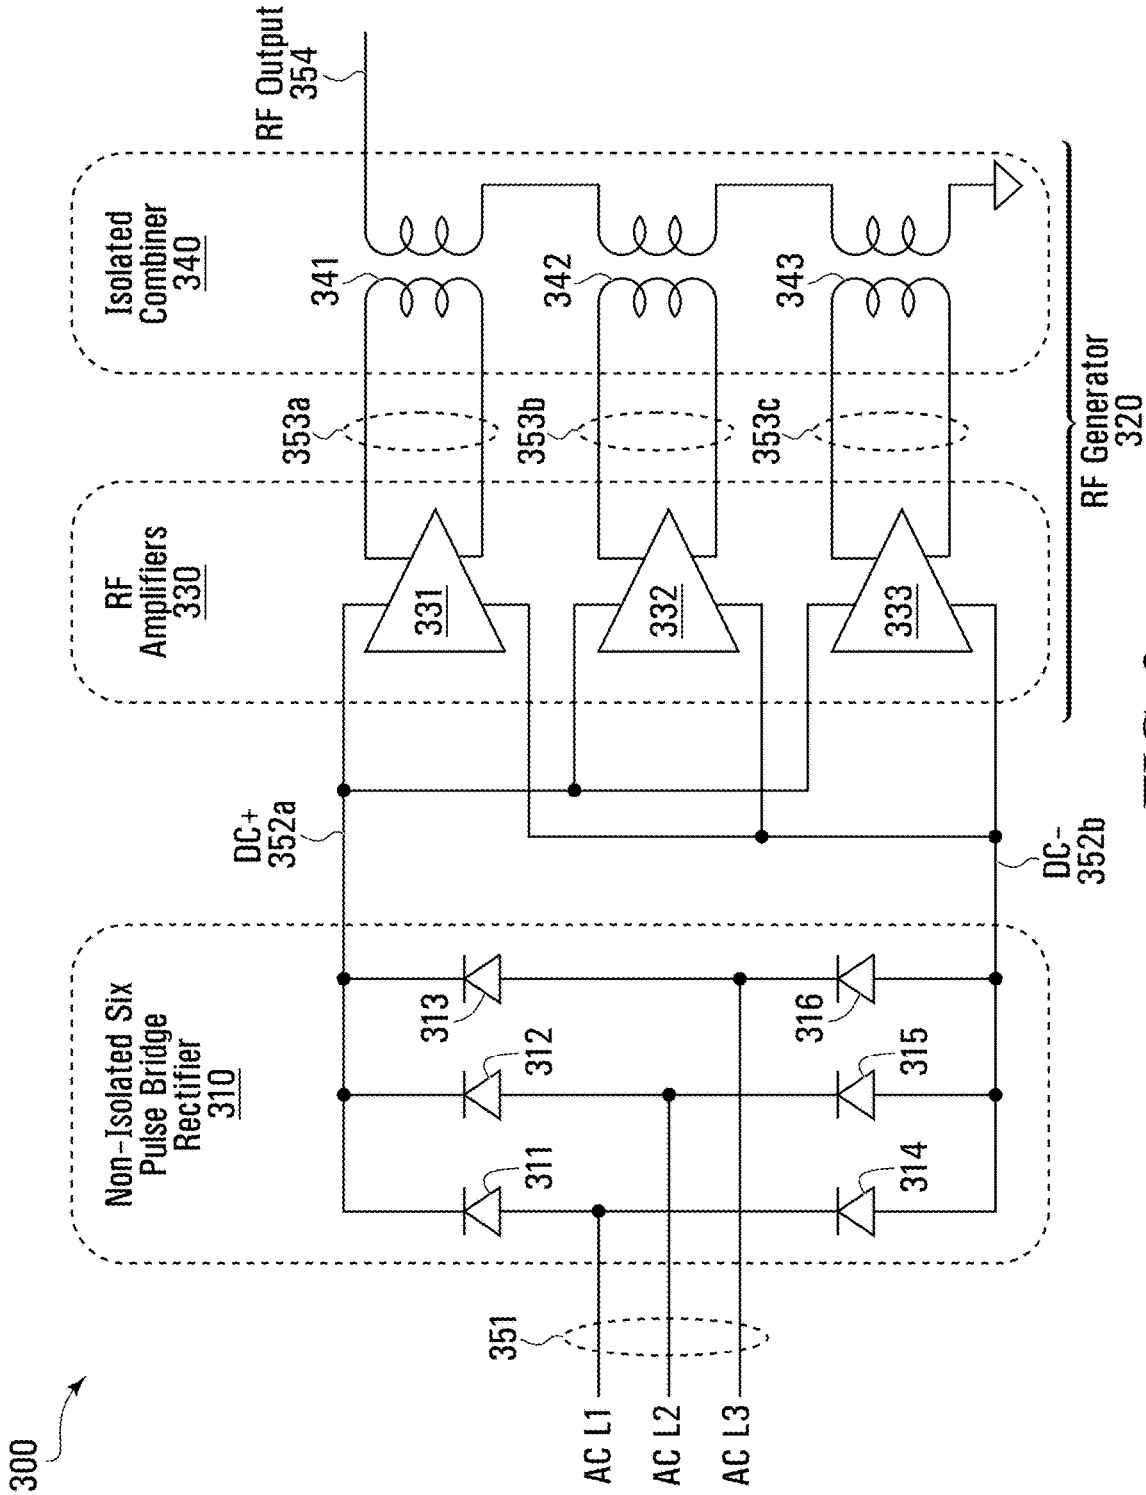 300
AC L1
AC L2
AC L3
351
Non-Isolated Six
Pulse Bridge
Rectifier
310
311
312
313
314
315
316
DC+
352a
DC-
352b
RF
Amplifiers
330
331
332
333
353a
353b
353c
Isolated
Combiner
340
341
342
343
RF Output
354
RF Generator
320